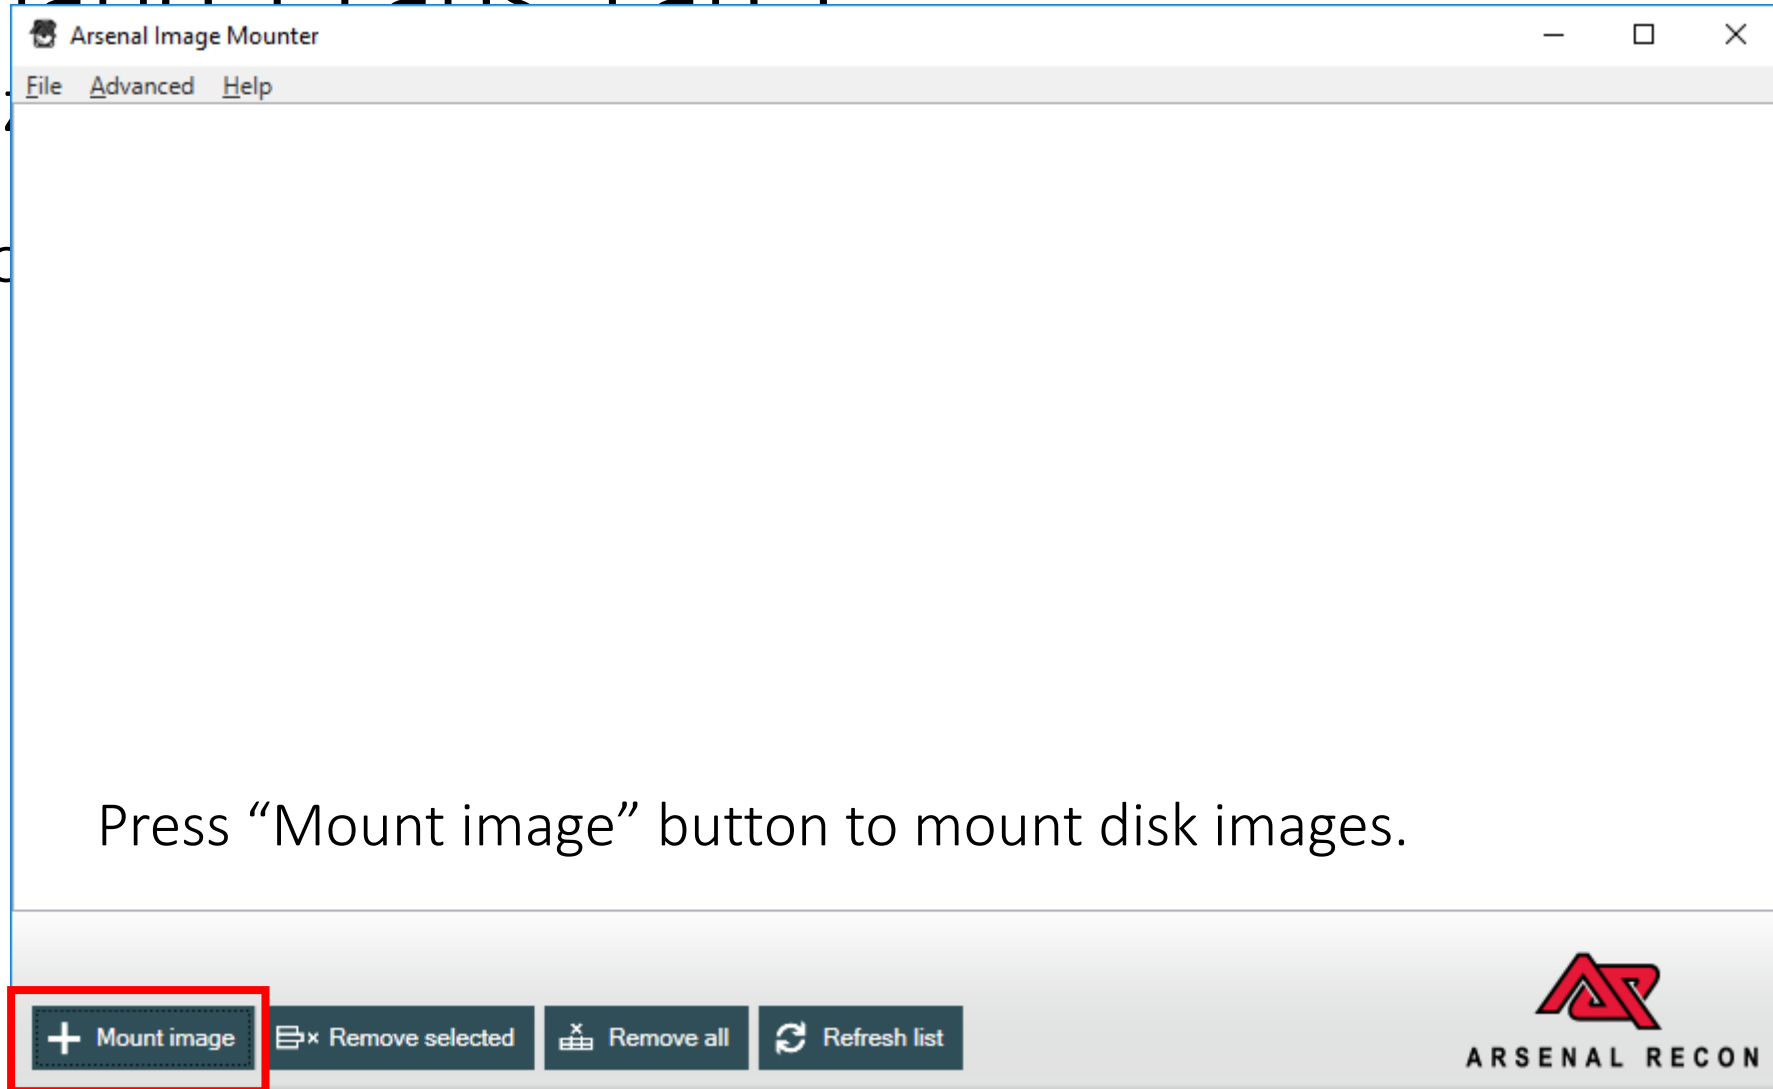 Arsenal Image Mounter
File Advanced Help
Press “Mount image” button to mount disk images.
Mount image Remove selected Remove all Refresh list
ARSENAL RECON